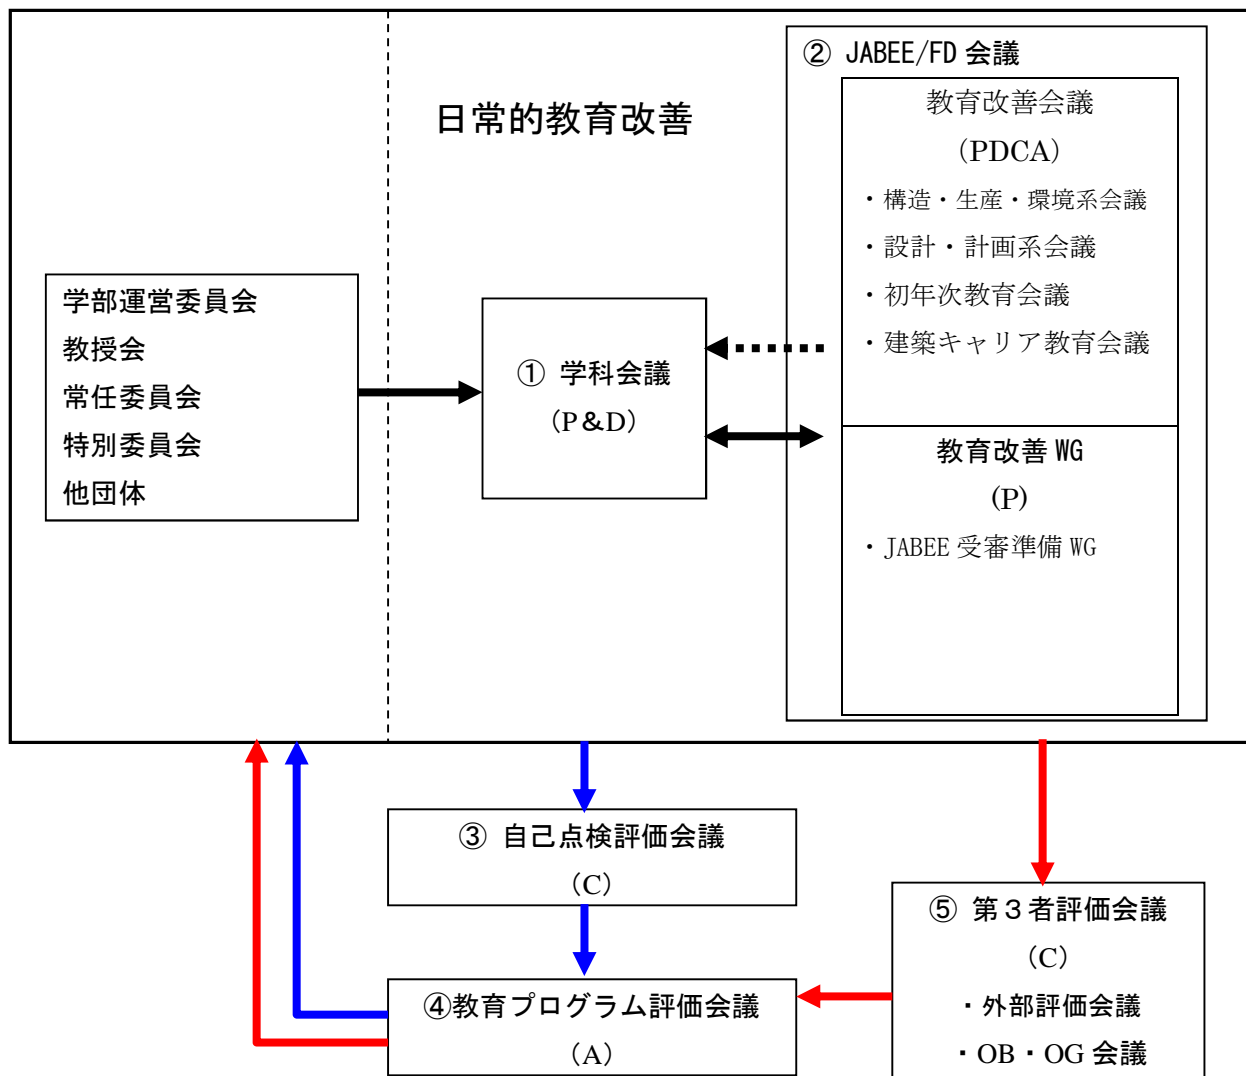 ② JABEE/FD 会議
教育改善会議
(PDCA)
・構造・生産・環境系会議
・設計・計画系会議
・初年次教育会議
・建築キャリア教育会議
教育改善 WG
(P)
・JABEE 受審準備 WG
日常的教育改善
学部運営委員会
教授会
常任委員会
特別委員会
他団体
① 学科会議
(P&D)
③ 自己点検評価会議
(C)
④教育プログラム評価会議
(A)
⑤ 第３者評価会議
(C)
・外部評価会議
・OB・OG 会議